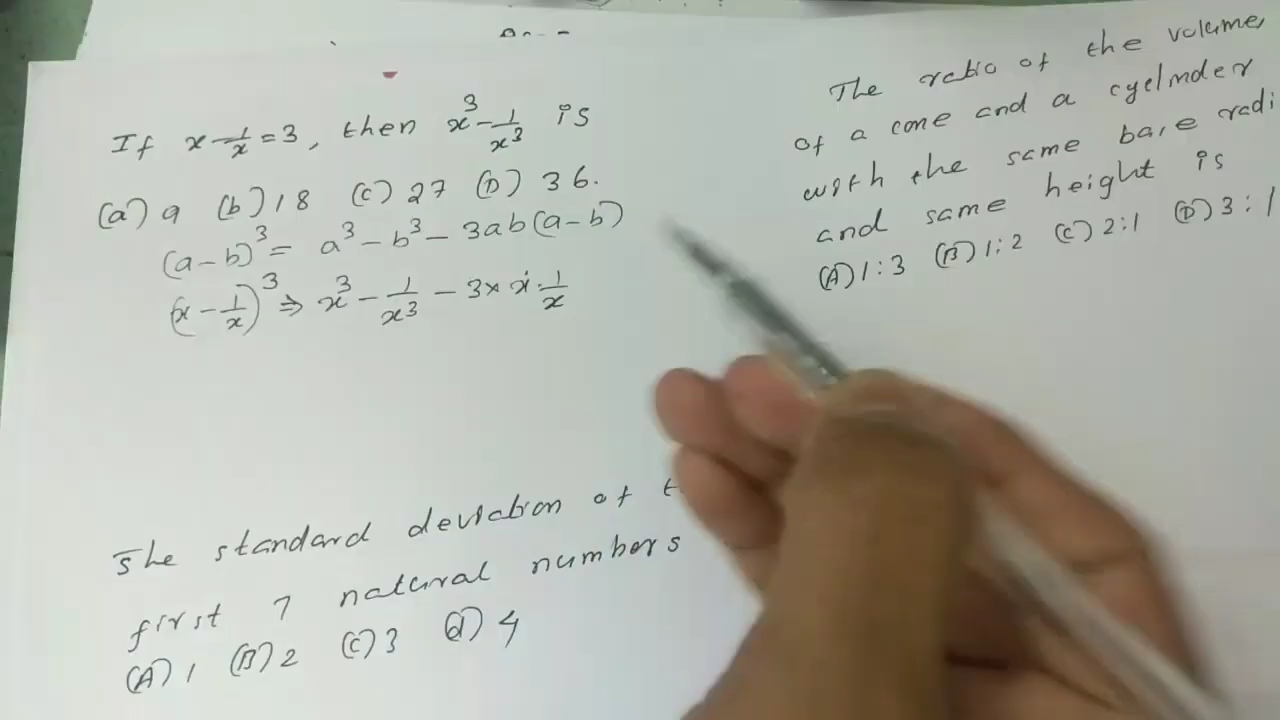 If x - 1/x = 3, then x³ - 1/x³ is
(a) 9 (b) 18 (c) 27 (D) 36.
(a-b)³ = a³ - b³ - 3ab(a-b)
(x - 1/x)³ ⇒ x³ - 1/x³ - 3 × x · 1/x
The standard deviation of
first 7 natural numbers
(A) 1 (B) 2 (C) 3 (d) 4
The ratio of the volume
of a cone and a cyclinder
with the same base radi
and same height is
(A) 1:3 (B) 1:2 (C) 2:1 (D) 3:1